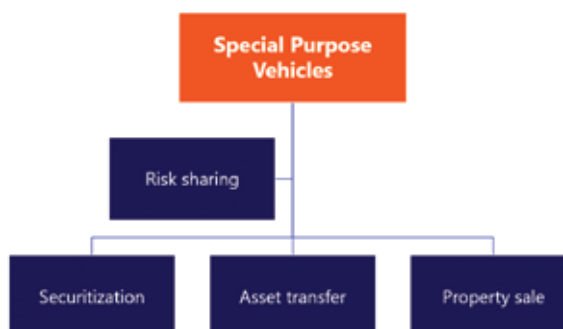 Special Purpose
Vehicles
Risk sharing
Securitization
Asset transfer
Property sale